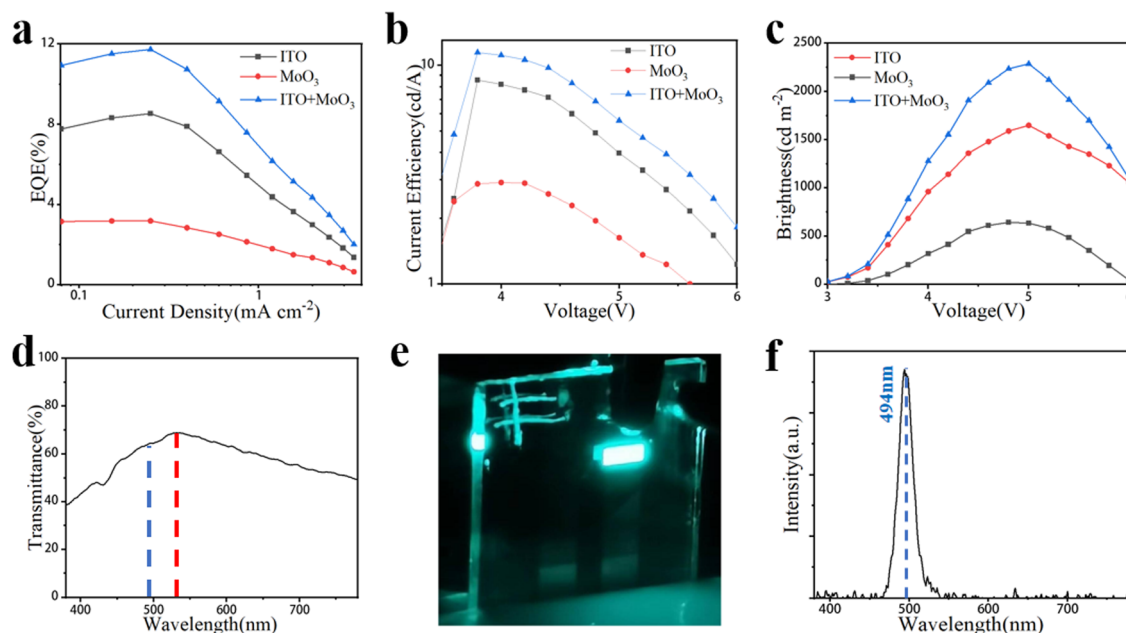 a
12
8
4
0
EQE(%)
ITO
MoO₃
ITO+MoO₃
0.1
1
Current Density(mA cm⁻²)
b
10
1
Current Efficiency(cd/A)
ITO
MoO₃
ITO+MoO₃
4
5
6
Voltage(V)
c
2500
2250
1500
1250
500
250
0
Brightness(cd m⁻²)
ITO
MoO₃
ITO+MoO₃
3
4
5
Voltage(V)
d
100
80
60
40
20
0
Transmittance(%)
400
500
600
700
Wavelength(nm)
e
f
494nm
Intensity(a.u.)
400
500
600
700
Wavelength(nm)